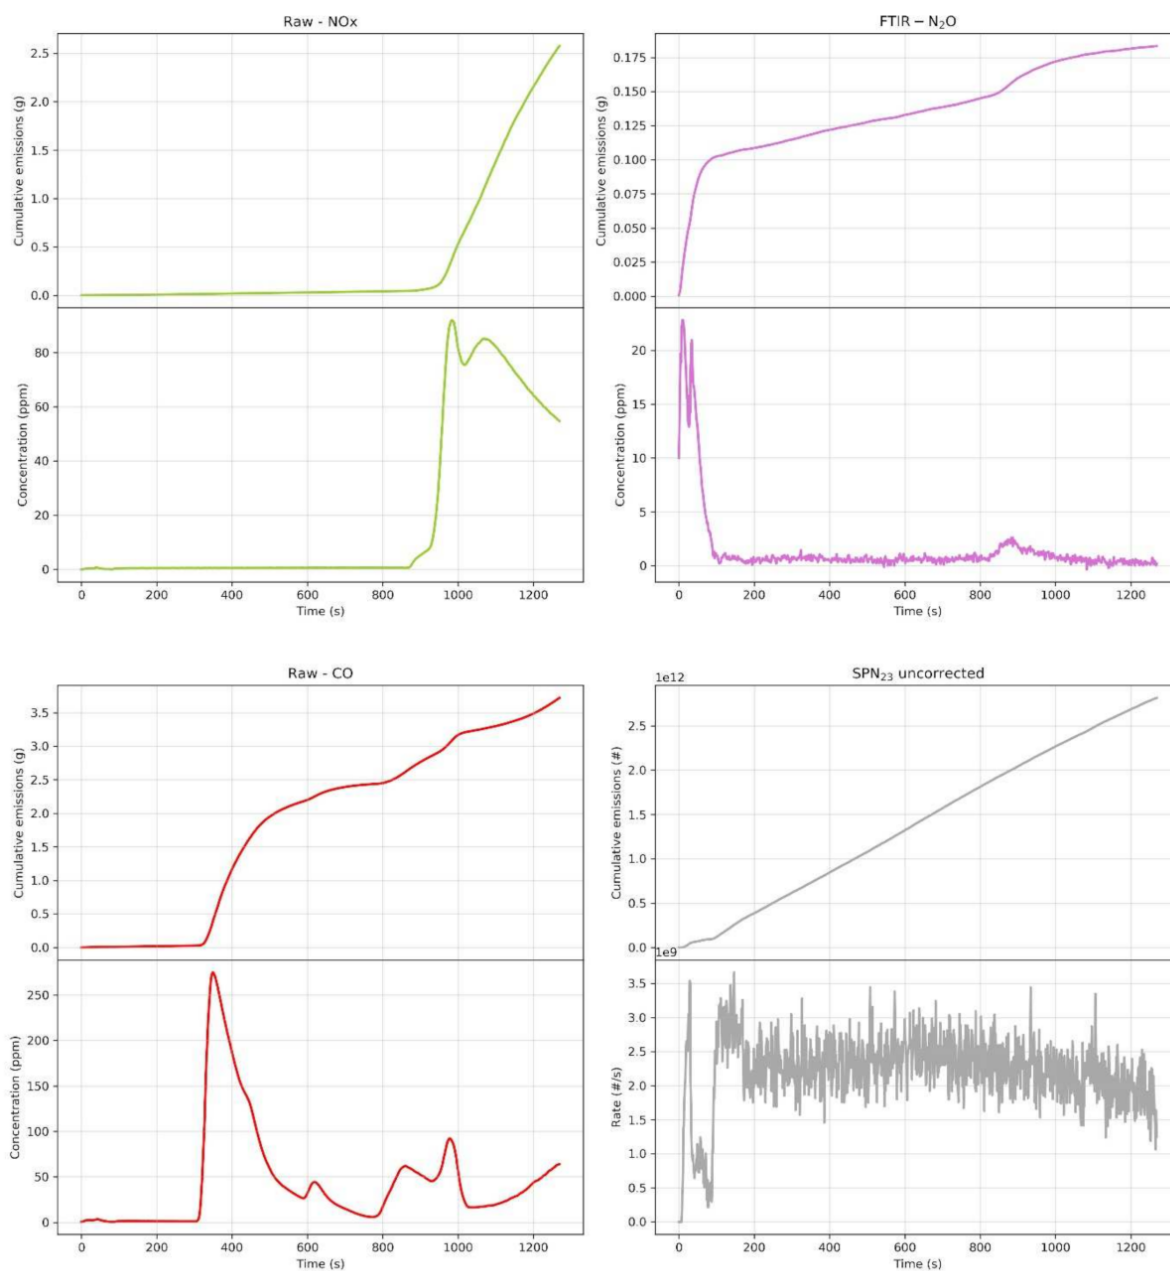 Raw - NOx
Cumulative emissions (g)
2.5
2.0
1.5
1.0
0.5
0.0
Concentration (ppm)
80
60
40
20
0
0 200 400 600 800 1000 1200
Time (s)
FTIR – N₂O
Cumulative emissions (g)
0.175
0.150
0.125
0.100
0.075
0.050
0.025
0.000
Concentration (ppm)
20
15
10
5
0
0 200 400 600 800 1000 1200
Time (s)
Raw - CO
Cumulative emissions (g)
3.5
3.0
2.5
2.0
1.5
1.0
0.5
0.0
Concentration (ppm)
250
200
150
100
50
0
0 200 400 600 800 1000 1200
Time (s)
SPN₂₃ uncorrected
1e12
Cumulative emissions (#)
2.5
2.0
1.5
1.0
0.5
0.0
1e9
Rate (#/s)
3.5
3.0
2.5
2.0
1.5
1.0
0.5
0.0
0 200 400 600 800 1000 1200
Time (s)